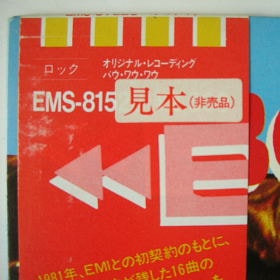 ロック
オリジナル・レコーディング
バウ・ワウ・ワウ
EMS-815
見本(非売品)
1981年、EMIとの初契約のもとに、
残した16曲の